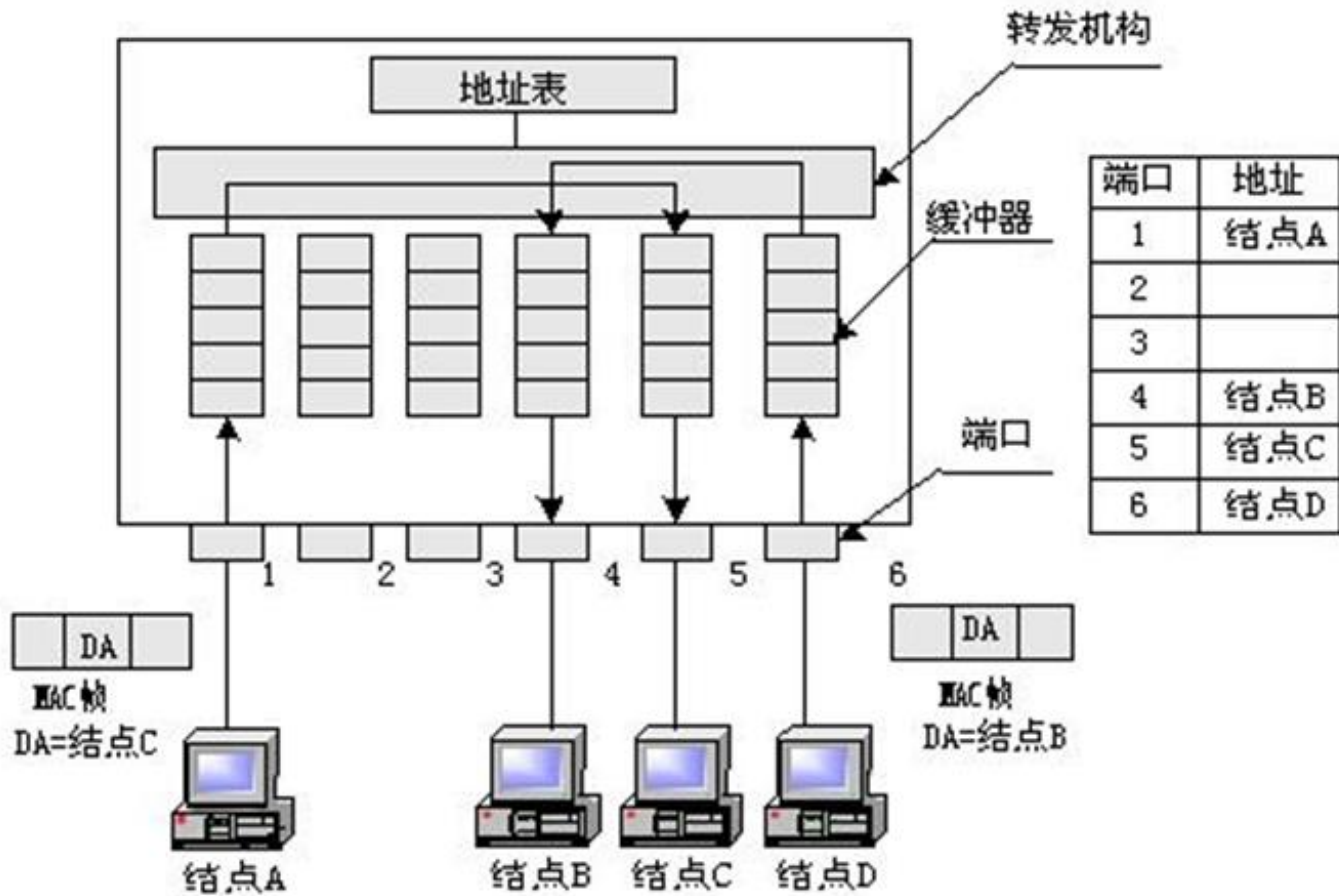 转发机构
地址表
端口 地址
1 结点A
2
3
4 结点B
5 结点C
6 结点D
缓冲器
端口
1 2 3 4 5 6
DA
MAC帧
DA=结点C
DA
MAC帧
DA=结点B
结点A 结点B 结点C 结点D